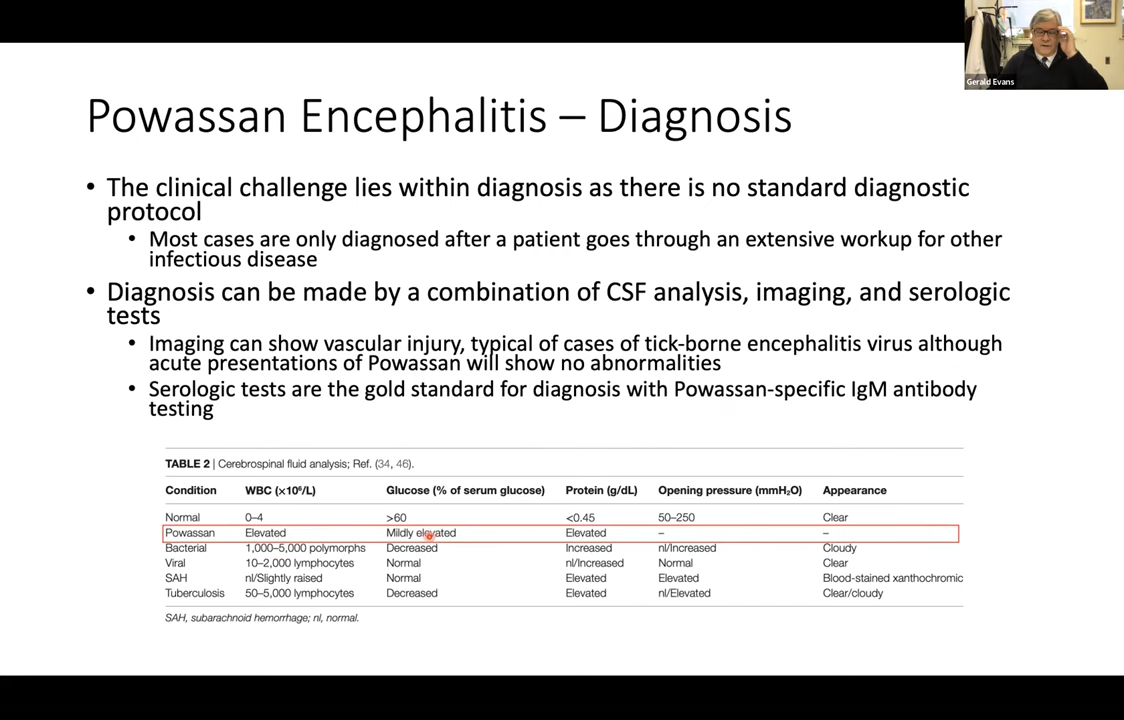 Gerald Evans
Powassan Encephalitis – Diagnosis
• The clinical challenge lies within diagnosis as there is no standard diagnostic
protocol
• Most cases are only diagnosed after a patient goes through an extensive workup for other
infectious disease
• Diagnosis can be made by a combination of CSF analysis, imaging, and serologic
tests
• Imaging can show vascular injury, typical of cases of tick-borne encephalitis virus although
acute presentations of Powassan will show no abnormalities
• Serologic tests are the gold standard for diagnosis with Powassan-specific IgM antibody
testing
TABLE 2 | Cerebrospinal fluid analysis; Ref. (34, 46).
Condition WBC (×10⁶/L) Glucose (% of serum glucose) Protein (g/dL) Opening pressure (mmH₂O) Appearance
Normal 0–4 >60 <0.45 50–250 Clear
Powassan Elevated Mildly elevated Elevated – –
Bacterial 1,000–5,000 polymorphs Decreased Increased nl/Increased Cloudy
Viral 10–2,000 lymphocytes Normal nl/Increased Normal Clear
SAH nl/Slightly raised Normal Elevated Elevated Blood-stained xanthochromic
Tuberculosis 50–5,000 lymphocytes Decreased Elevated nl/Elevated Clear/cloudy
SAH, subarachnoid hemorrhage; nl, normal.